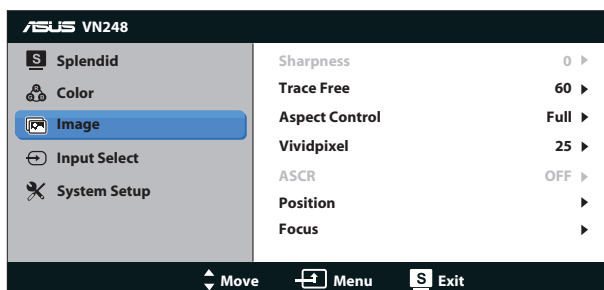 ASUS VN248
S Splendid
Color
Image
Input Select
System Setup
Sharpness 0
Trace Free 60
Aspect Control Full
Vividpixel 25
ASCR OFF
Position
Focus
Move Menu S Exit